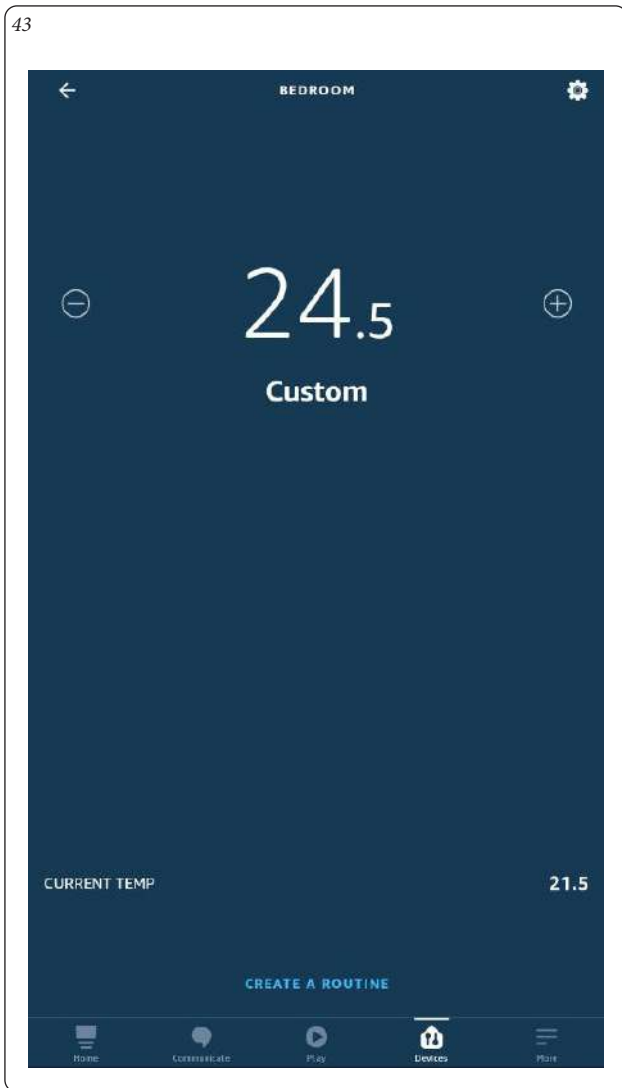 43
BEDROOM
24.5
Custom
CURRENT TEMP 21.5
CREATE A ROUTINE
Home Communicate Play Devices More